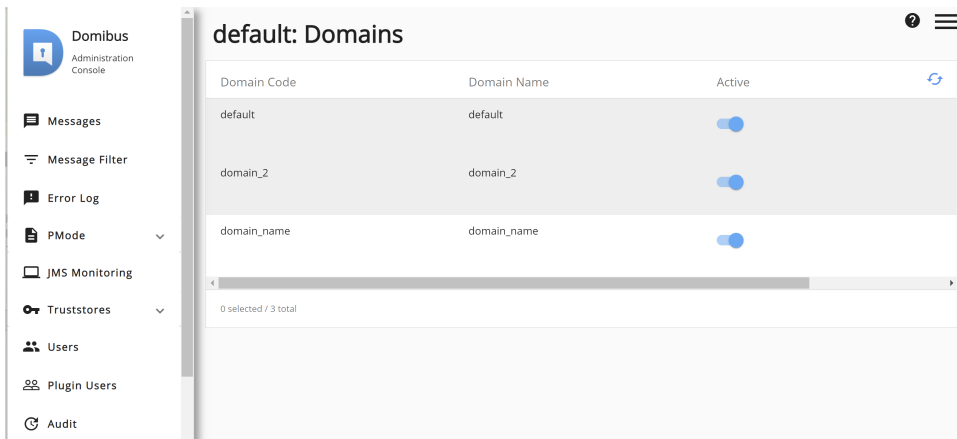 Domibus
Administration
Console
Messages
Message Filter
Error Log
PMode
JMS Monitoring
Truststores
Users
Plugin Users
Audit
default: Domains
Domain Code Domain Name Active
default default
domain_2 domain_2
domain_name domain_name
0 selected / 3 total